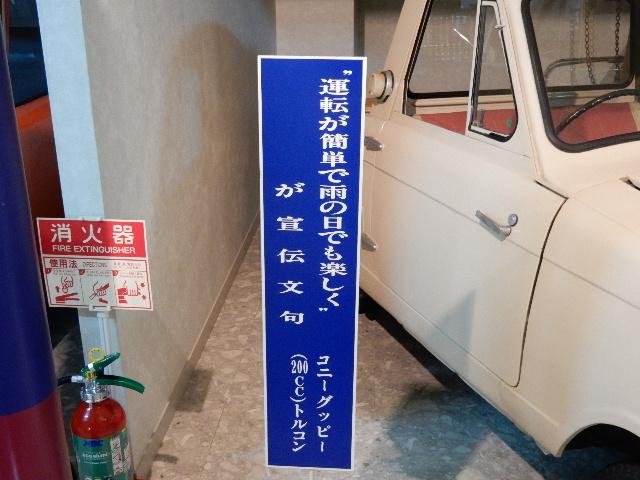 ”運転が簡単で雨の日でも楽しく”
が宣伝文句
コニーグッピー
(200CC)トルコン
消火器
FIRE EXTINGUISHER
使用法 DIRECTIONS